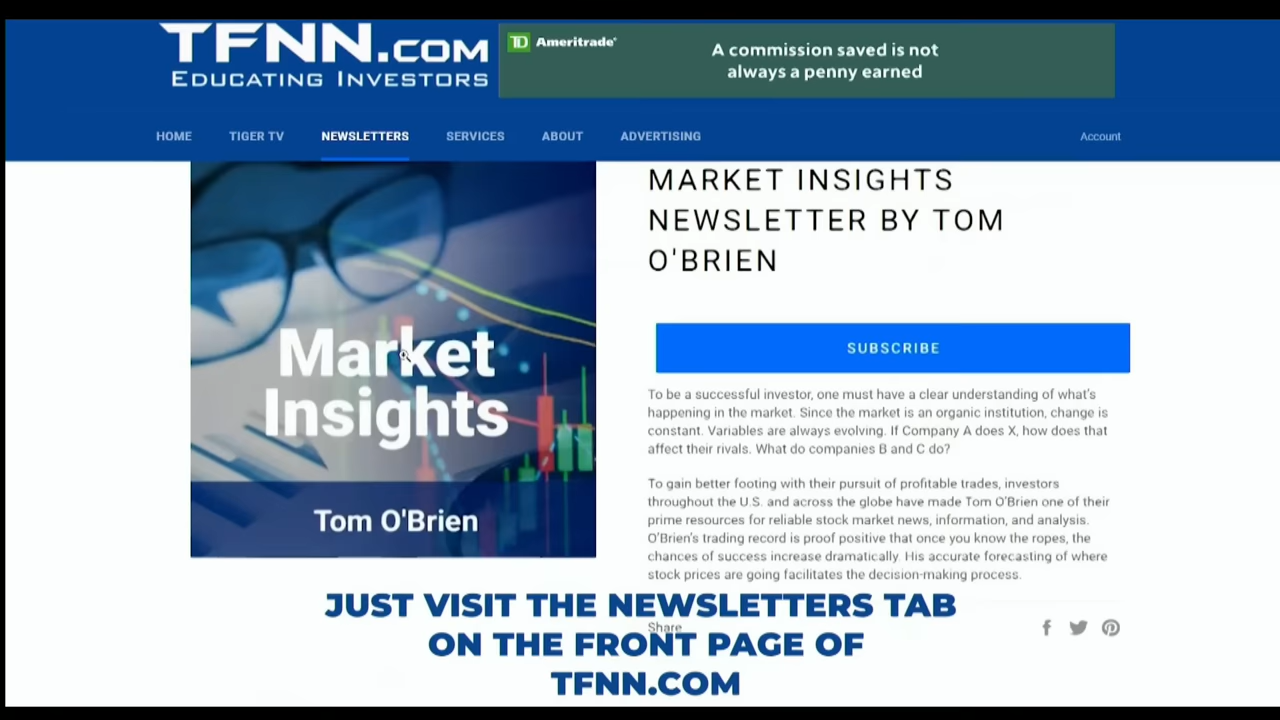 TFNN.COM
EDUCATING INVESTORS
TD Ameritrade®
A commission saved is not
always a penny earned
HOME
TIGER TV
NEWSLETTERS
SERVICES
ABOUT
ADVERTISING
Account
Market
Insights
Tom O'Brien
MARKET INSIGHTS
NEWSLETTER BY TOM
O'BRIEN
SUBSCRIBE
To be a successful investor, one must have a clear understanding of what's
happening in the market. Since the market is an organic institution, change is
constant. Variables are always evolving. If Company A does X, how does that
affect their rivals. What do companies B and C do?
To gain better footing with their pursuit of profitable trades, investors
throughout the U.S. and across the globe have made Tom O'Brien one of their
prime resources for reliable stock market news, information, and analysis.
O'Brien's trading record is proof positive that once you know the ropes, the
chances of success increase dramatically. His accurate forecasting of where
stock prices are going facilitates the decision-making process.
Share
JUST VISIT THE NEWSLETTERS TAB
ON THE FRONT PAGE OF
TFNN.COM